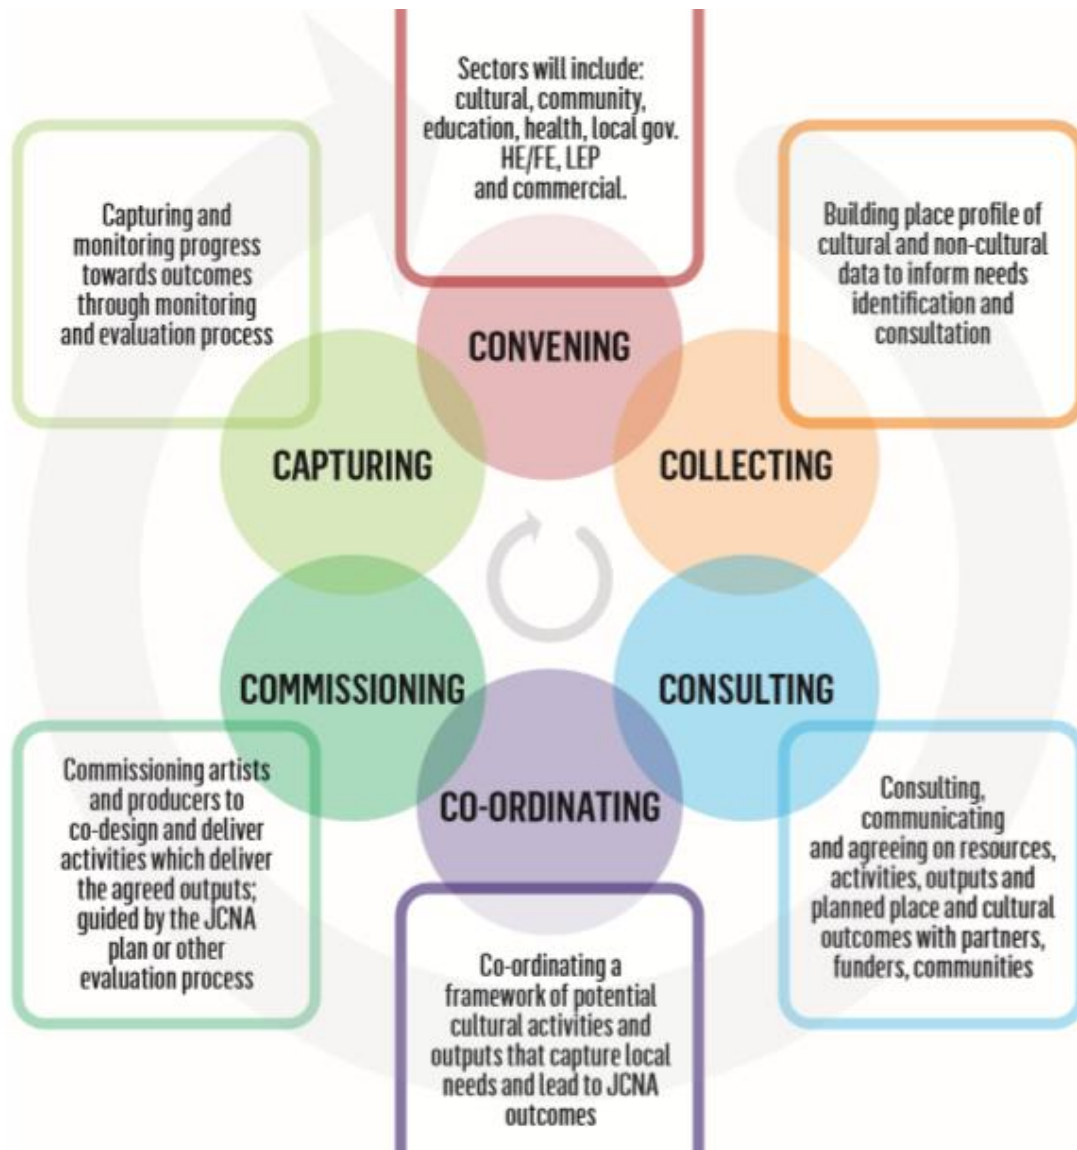 Sectors will include:
cultural, community,
education, health, local gov.
HE/FE, LEP
and commercial.
CONVENING
Building place profile of
cultural and non-cultural
data to inform needs
identification and
consultation
COLLECTING
CONSULTING
Consulting,
communicating
and agreeing on resources,
activities, outputs and
planned place and cultural
outcomes with partners,
funders, communities
CO-ORDINATING
Co-ordinating a
framework of potential
cultural activities and
outputs that capture local
needs and lead to JCNA
outcomes
COMMISSIONING
Commissioning artists
and producers to
co-design and deliver
activities which deliver
the agreed outputs;
guided by the JCNA
plan or other
evaluation process
Capturing and
monitoring progress
towards outcomes
through monitoring
and evaluation process
CAPTURING